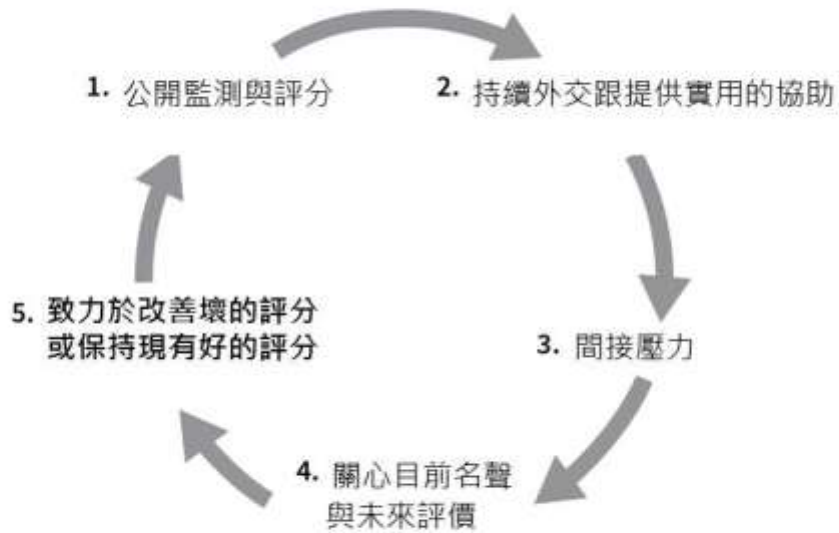 1. 公開監測與評分
2. 持續外交跟提供實用的協助
3. 間接壓力
4. 關心目前名聲
與未來評價
5. 致力於改善壞的評分
或保持現有好的評分